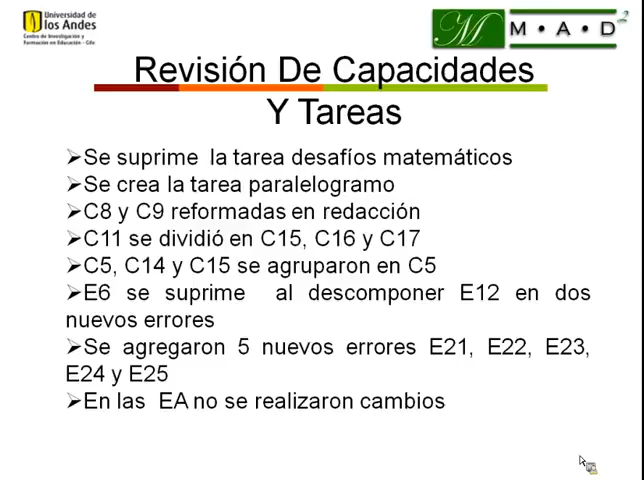 Universidad de
los Andes
Centro de Investigación y
Formación en Educación - Cife
M M • A • D 2
Revisión De Capacidades
Y Tareas
➢Se suprime la tarea desafíos matemáticos
➢Se crea la tarea paralelogramo
➢C8 y C9 reformadas en redacción
➢C11 se dividió en C15, C16 y C17
➢C5, C14 y C15 se agruparon en C5
➢E6 se suprime al descomponer E12 en dos
nuevos errores
➢Se agregaron 5 nuevos errores E21, E22, E23,
E24 y E25
➢En las EA no se realizaron cambios